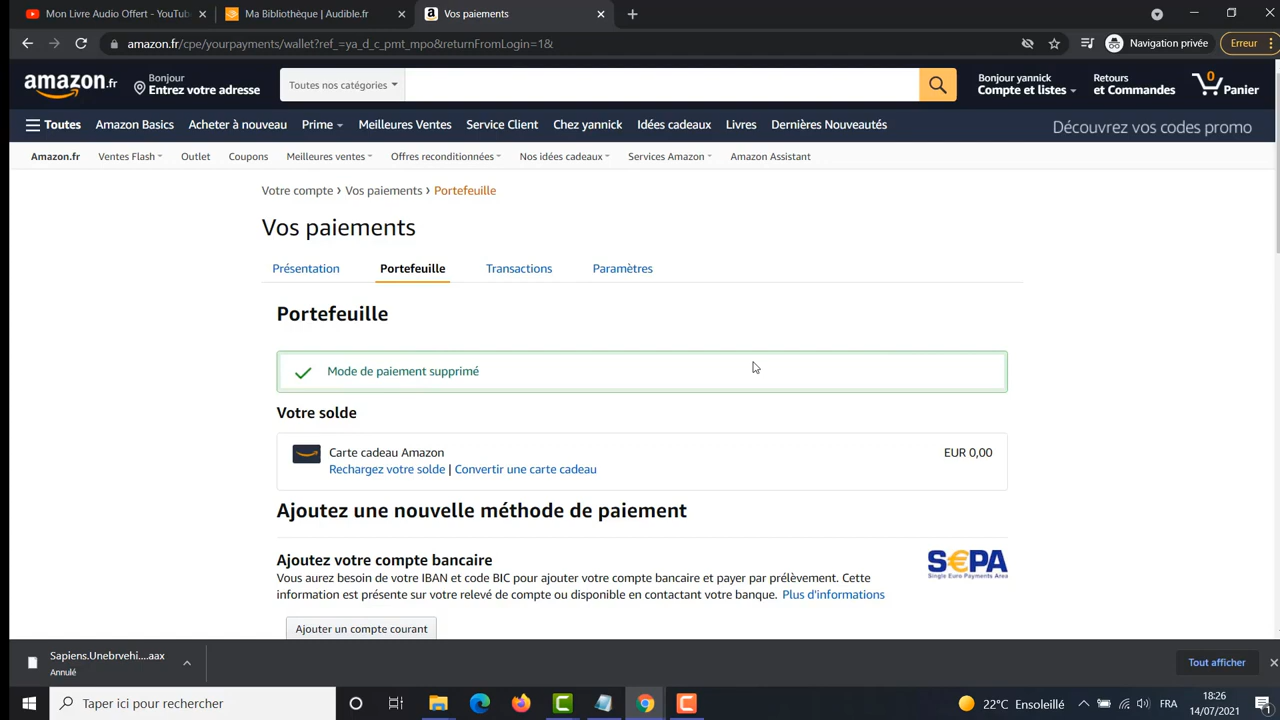 Mon Livre Audio Offert - YouTub
Ma Bibliothèque | Audible.fr
Vos paiements
amazon.fr/cpe/yourpayments/wallet?ref_=ya_d_c_pmt_mpo&returnFromLogin=1&
Navigation privée
Erreur
amazon.fr
Bonjour
Entrez votre adresse
Toutes nos catégories
Bonjour yannick
Compte et listes
Retours
et Commandes
0
Panier
Toutes
Amazon Basics
Acheter à nouveau
Prime
Meilleures Ventes
Service Client
Chez yannick
Idées cadeaux
Livres
Dernières Nouveautés
Découvrez vos codes promo
Amazon.fr
Ventes Flash
Outlet
Coupons
Meilleures ventes
Offres reconditionnées
Nos idées cadeaux
Services Amazon
Amazon Assistant
Votre compte › Vos paiements › Portefeuille
Vos paiements
Présentation
Portefeuille
Transactions
Paramètres
Portefeuille
Mode de paiement supprimé
Votre solde
Carte cadeau Amazon
EUR 0,00
Rechargez votre solde | Convertir une carte cadeau
Ajoutez une nouvelle méthode de paiement
Ajoutez votre compte bancaire
Vous aurez besoin de votre IBAN et code BIC pour ajouter votre compte bancaire et payer par prélèvement. Cette
information est présente sur votre relevé de compte ou disponible en contactant votre banque. Plus d'informations
S€PA
Single Euro Payments Area
Ajouter un compte courant
Sapiens.Unebrvehi....aax
Annulé
Tout afficher
Taper ici pour rechercher
22°C Ensoleillé
FRA
18:26
14/07/2021
1